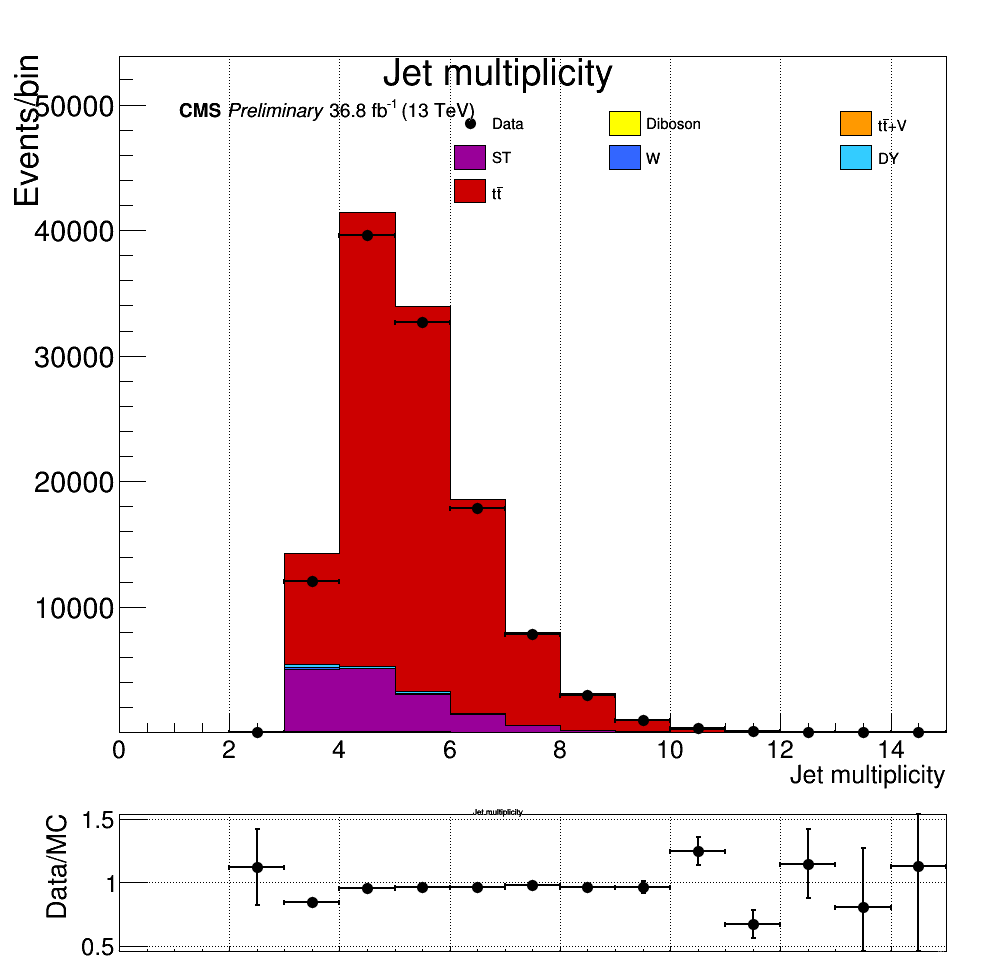 Jet multiplicity
CMS Preliminary 36.8 fb⁻¹ (13 TeV)
Events/bin
Data
Diboson
tt̄+V
ST
W
DY
tt̄
50000
40000
30000
20000
10000
0 2 4 6 8 10 12 14
Jet multiplicity
Jet multiplicity
Data/MC
1.5
1
0.5